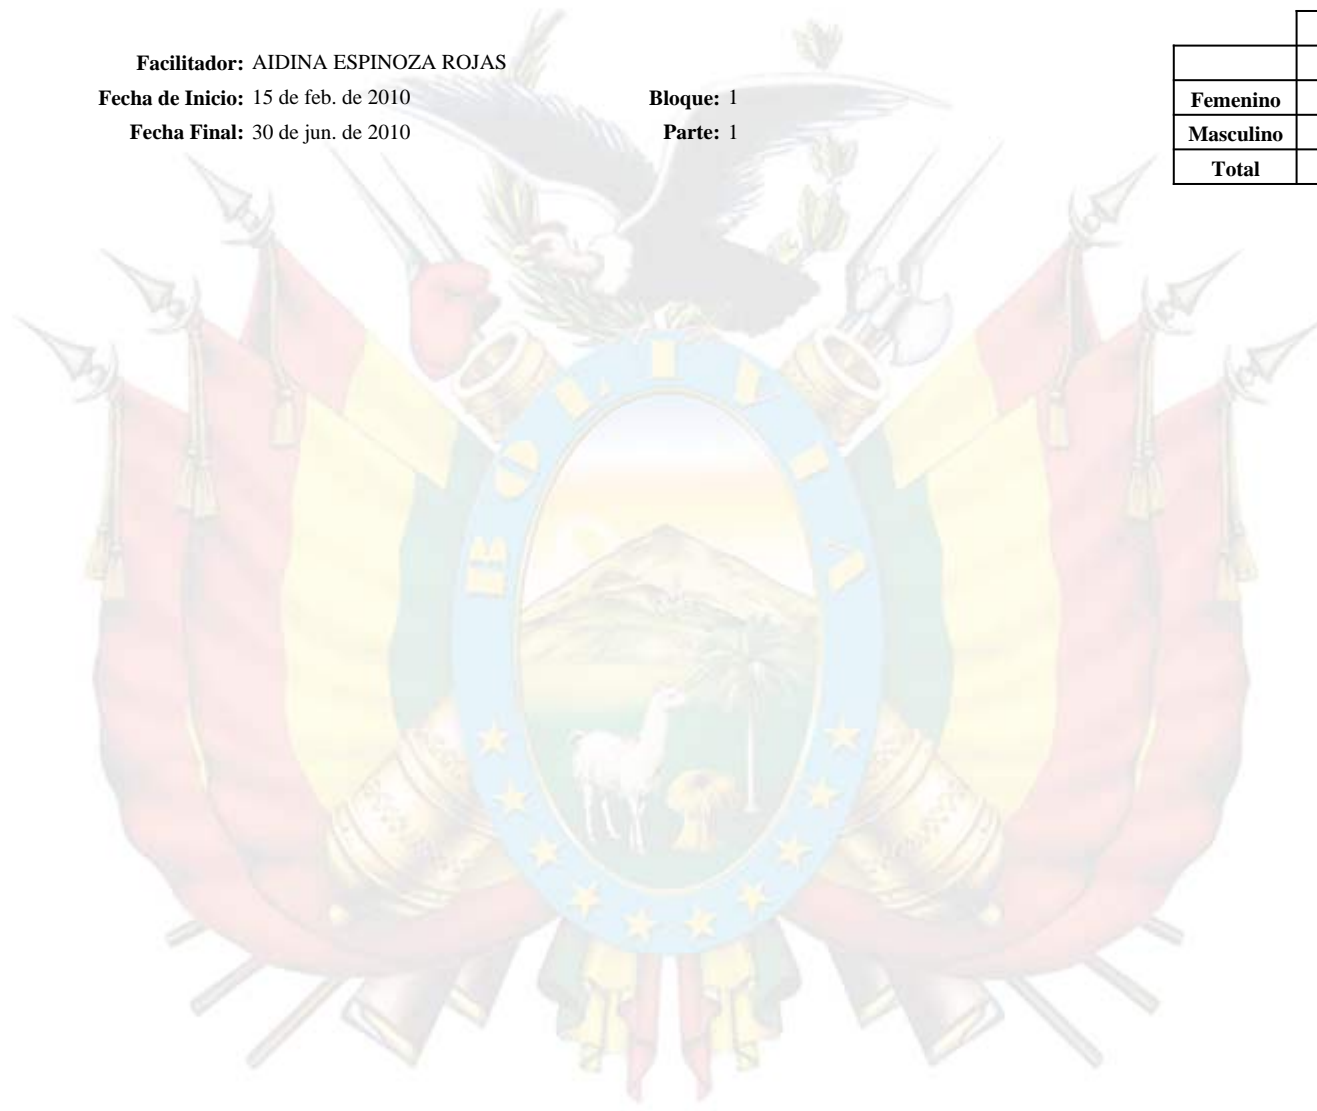 Facilitador: AIDINA ESPINOZA ROJAS
Fecha de Inicio: 15 de feb. de 2010 Bloque: 1
Fecha Final: 30 de jun. de 2010 Parte: 1
Femenino
Masculino
Total
BOLIVIA